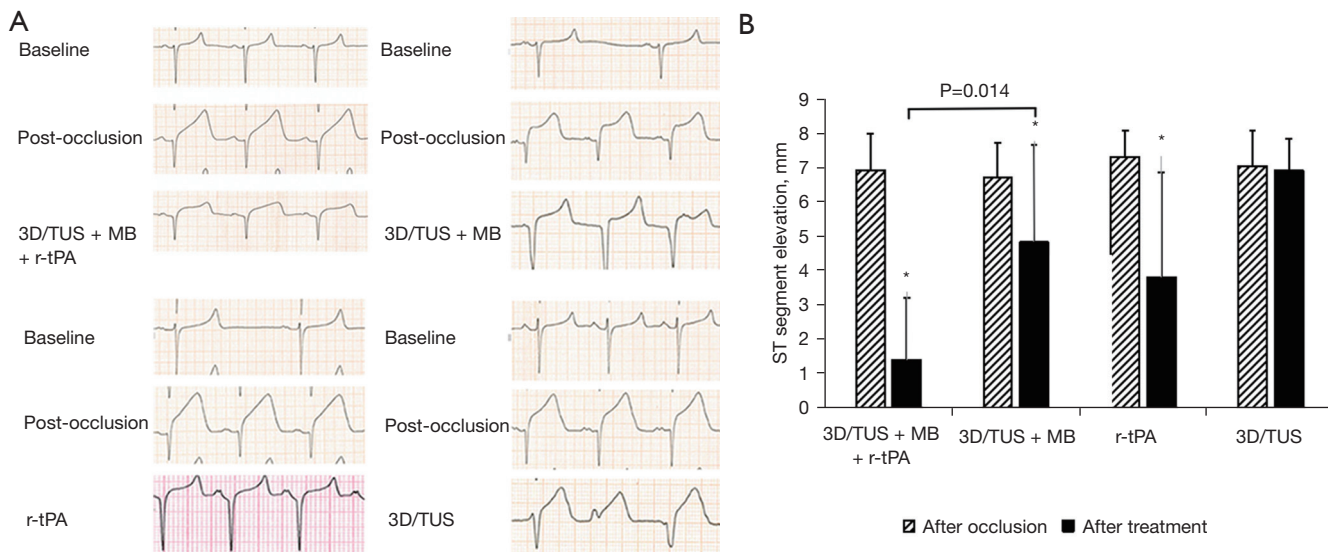 A
Baseline
Post-occlusion
3D/TUS + MB
+ r-tPA
Baseline
Post-occlusion
3D/TUS + MB
Baseline
Post-occlusion
r-tPA
Baseline
Post-occlusion
3D/TUS
B
P=0.014
ST segment elevation, mm
9
8
7
6
5
4
3
2
1
0
*
*
*
3D/TUS + MB
+ r-tPA
3D/TUS + MB
r-tPA
3D/TUS
After occlusion
After treatment